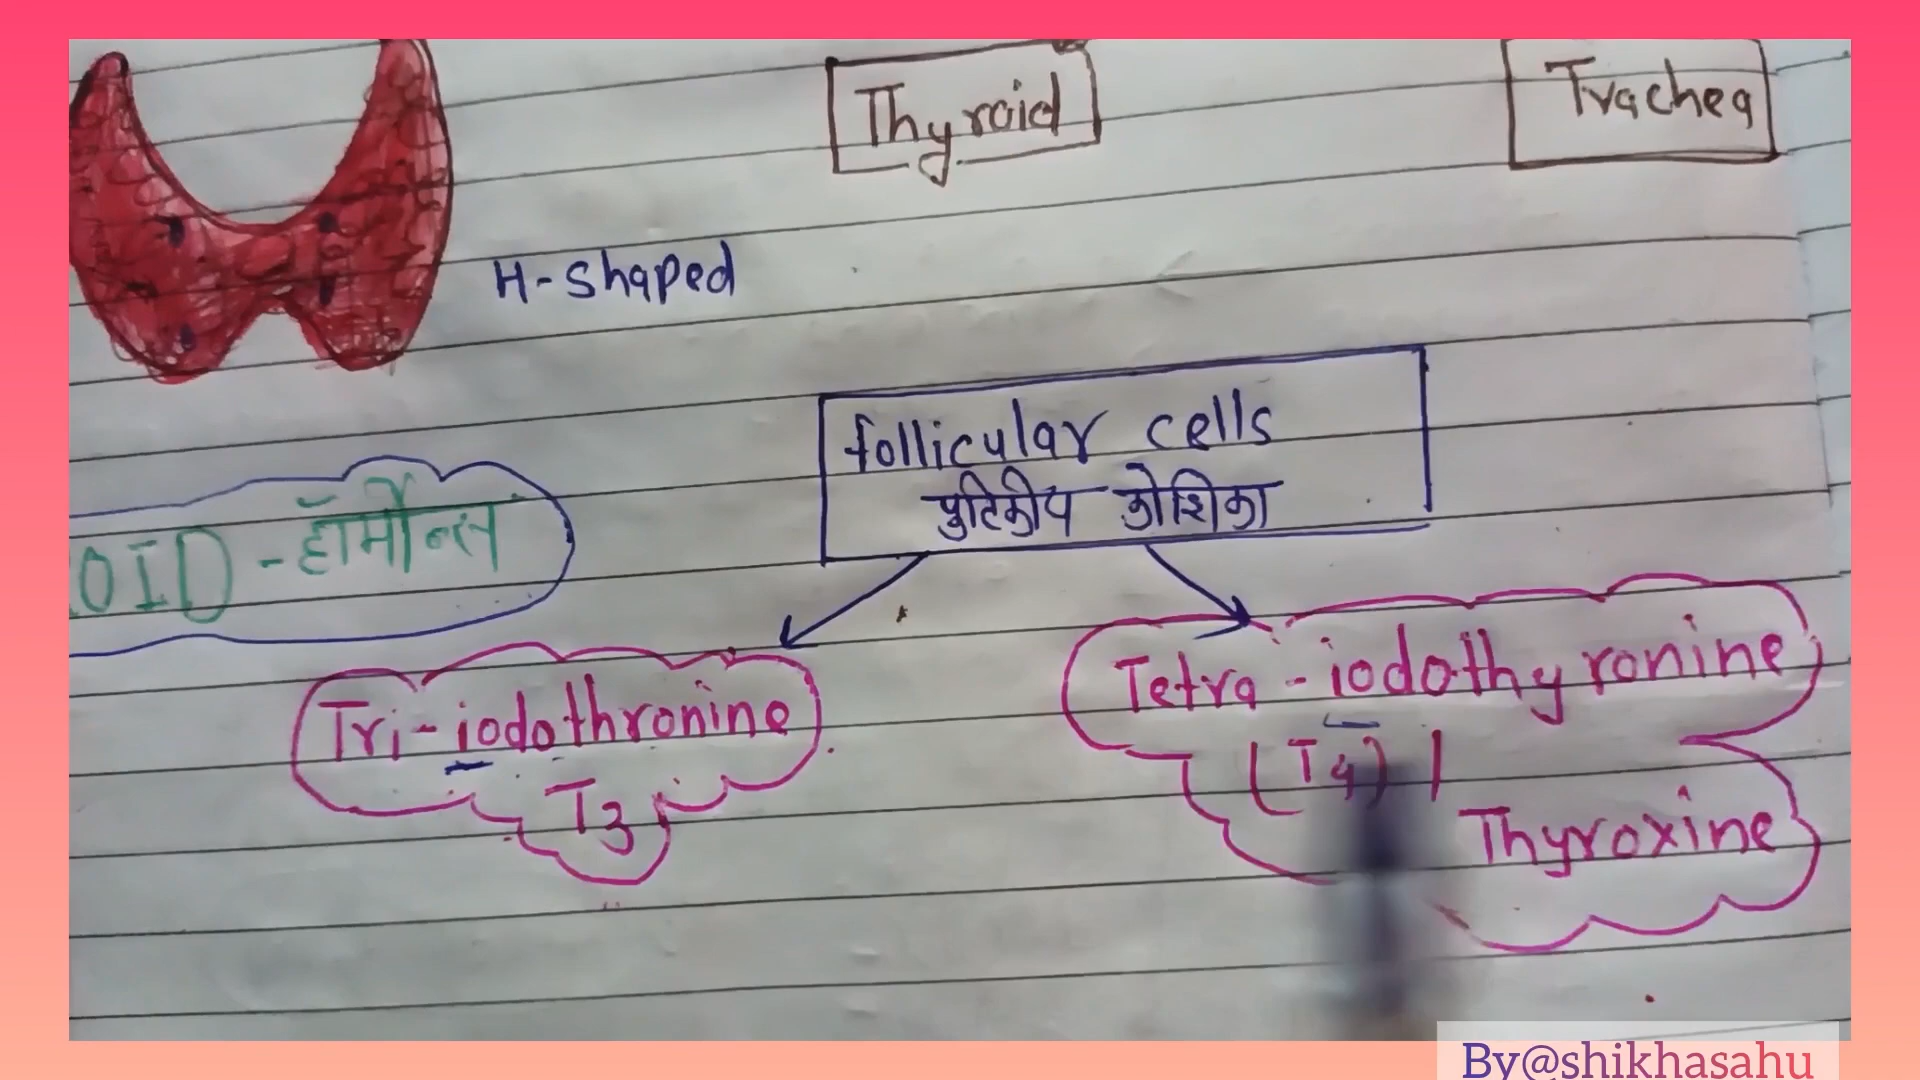 Thyroid
Trachea
H-shaped
follicular cells
पुटिकीय कोशिका
OID-हॉर्मोन्स
Tri-iodothronine
T3
Tetra-iodothyronine
(T4) |
Thyroxine
By@shikhasahu